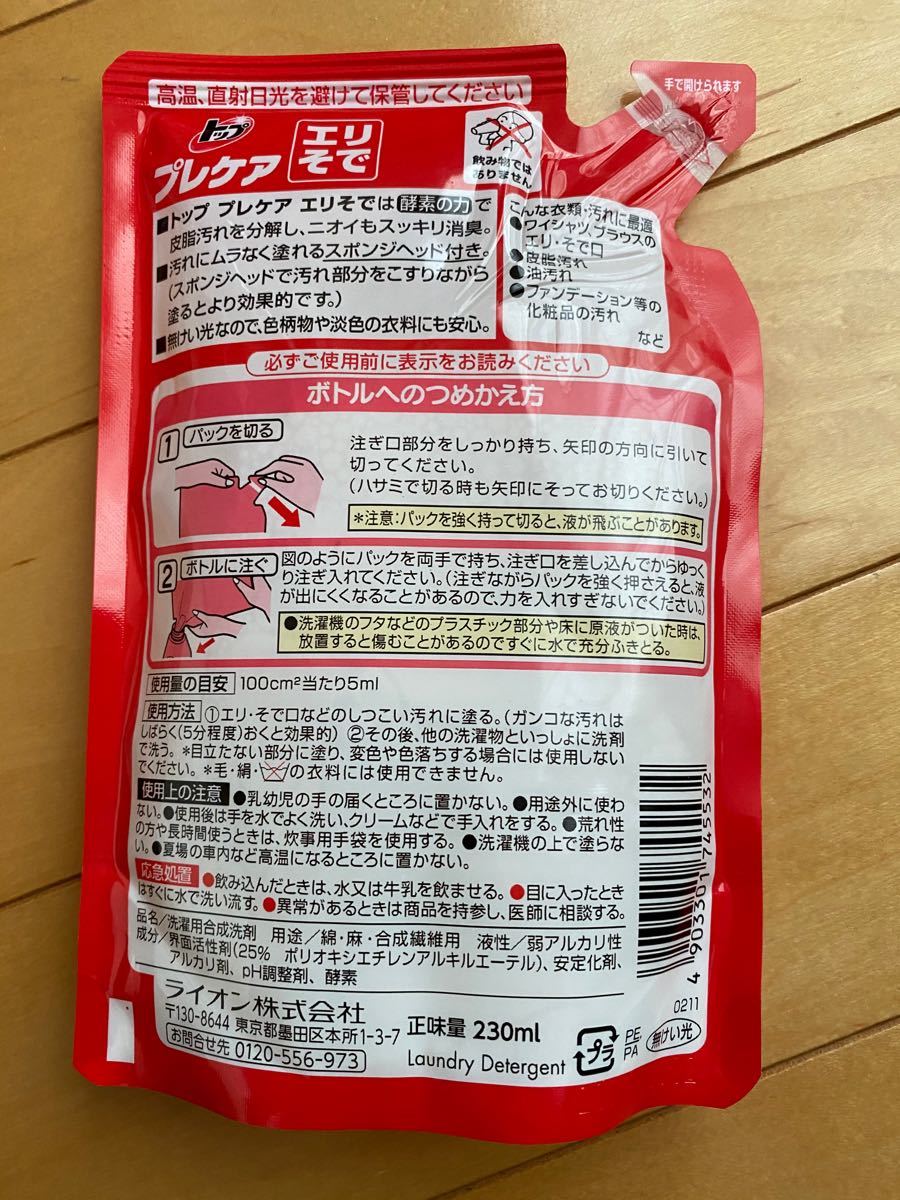 高温、直射日光を避けて保管してください
手で開けられます
トップ
プレケア エリそで
飲み物では
ありません
■トップ プレケア エリそでは酵素の力で
皮脂汚れを分解し、ニオイもスッキリ消臭。
■汚れにムラなく塗れるスポンジヘッド付き。
(スポンジヘッドで汚れ部分をこすりながら
塗るとより効果的です。)
■無けい光なので、色柄物や淡色の衣料にも安心。
こんな衣類・汚れに最適
●ワイシャツ、ブラウスの
エリ・そで口
●皮脂汚れ
●油汚れ
●ファンデーション等の
化粧品の汚れ
など
必ずご使用前に表示をお読みください
ボトルへのつめかえ方
1 パックを切る
注ぎ口部分をしっかり持ち、矢印の方向に引いて
切ってください。
(ハサミで切る時も矢印にそってお切りください。)
*注意:パックを強く持って切ると、液が飛ぶことがあります。
2 ボトルに注ぐ
図のようにパックを両手で持ち、注ぎ口を差し込んでからゆっく
り注ぎ入れてください。(注ぎながらパックを強く押さえると、液
が出にくくなることがあるので、力を入れすぎないでください。)
●洗濯機のフタなどのプラスチック部分や床に原液がついた時は、
放置すると傷むことがあるのですぐに水で充分ふきとる。
使用量の目安 100cm²当たり5ml
使用方法 ①エリ・そで口などのしつこい汚れに塗る。(ガンコな汚れは
しばらく(5分程度)おくと効果的) ②その後、他の洗濯物といっしょに洗剤
で洗う。 *目立たない部分に塗り、変色や色落ちする場合には使用しない
でください。 *毛・絹・の衣料には使用できません。
使用上の注意 ●乳幼児の手の届くところに置かない。●用途外に使わ
ない。●使用後は手を水でよく洗い、クリームなどで手入れをする。●荒れ性
の方や長時間使うときは、炊事用手袋を使用する。●洗濯機の上で塗らな
い。●夏場の車内など高温になるところに置かない。
応急処置 ●飲み込んだときは、水又は牛乳を飲ませる。●目に入ったとき
はすぐに水で洗い流す。●異常があるときは商品を持参し、医師に相談する。
品名/洗濯用合成洗剤 用途/綿・麻・合成繊維用 液性/弱アルカリ性
成分/界面活性剤(25% ポリオキシエチレンアルキルエーテル)、安定化剤、
アルカリ剤、pH調整剤、酵素
4 903301 745532
ライオン株式会社
〒130-8644 東京都墨田区本所1-3-7
お問合せ先 0120-556-973
正味量 230ml
Laundry Detergent
プラ
PE,
PA
0211
無けい光